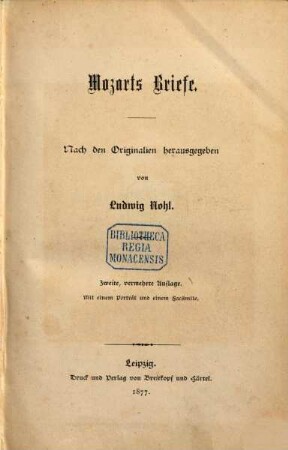 Mozarts Briefe.
Nach den Originalien herausgegeben
von
Ludwig Nohl.
BIBLIOTHECA
REGIA
MONACENSIS
Zweite, vermehrte Auflage.
Mit einem Porträt und einem Facsimile.
Leipzig.
Druck und Verlag von Breitkopf und Härtel.
1877.